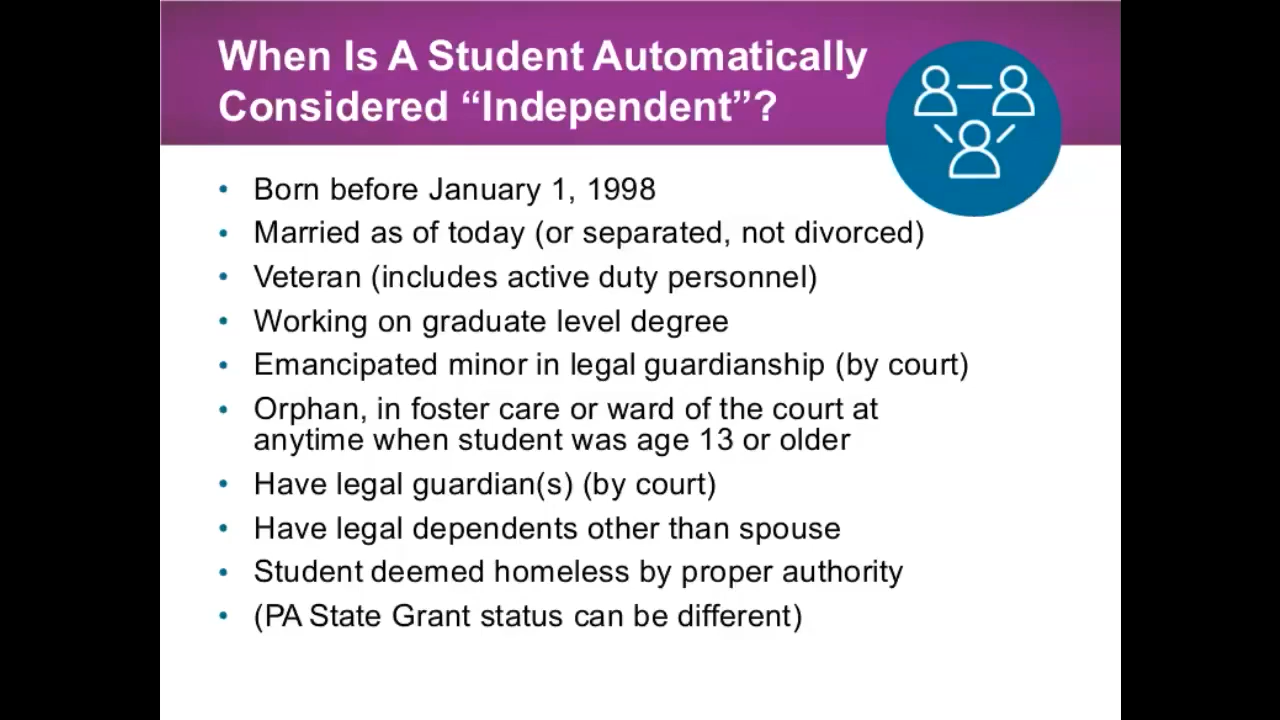 When Is A Student Automatically
Considered “Independent”?
• Born before January 1, 1998
• Married as of today (or separated, not divorced)
• Veteran (includes active duty personnel)
• Working on graduate level degree
• Emancipated minor in legal guardianship (by court)
• Orphan, in foster care or ward of the court at
anytime when student was age 13 or older
• Have legal guardian(s) (by court)
• Have legal dependents other than spouse
• Student deemed homeless by proper authority
• (PA State Grant status can be different)